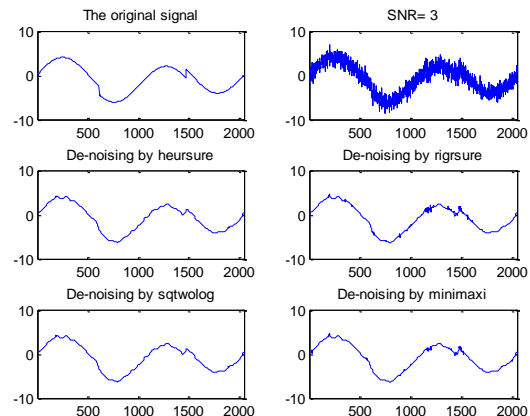 The original signal
10
0
-10
500 1000 1500 2000
SNR= 3
10
0
-10
500 1000 1500 2000
De-noising by heursure
10
0
-10
500 1000 1500 2000
De-noising by rigrsure
10
0
-10
500 1000 1500 2000
De-noising by sqtwolog
10
0
-10
500 1000 1500 2000
De-noising by minimaxi
10
0
-10
500 1000 1500 2000